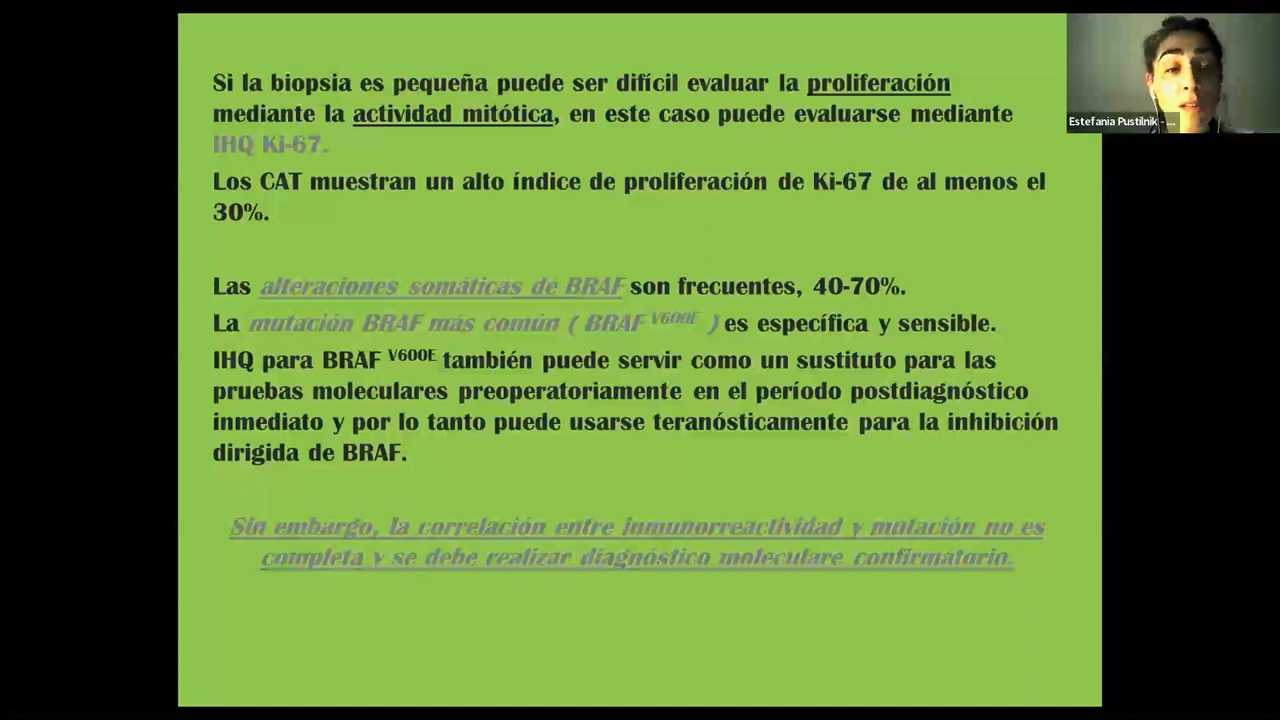 Si la biopsia es pequeña puede ser difícil evaluar la proliferación
mediante la actividad mitótica, en este caso puede evaluarse mediante
IHQ Ki-67.
Los CAT muestran un alto índice de proliferación de Ki-67 de al menos el
30%.
Las alteraciones somáticas de BRAF son frecuentes, 40-70%.
La mutación BRAF más común ( BRAF V600E ) es específica y sensible.
IHQ para BRAF V600E también puede servir como un sustituto para las
pruebas moleculares preoperatoriamente en el período postdiagnóstico
inmediato y por lo tanto puede usarse teranósticamente para la inhibición
dirigida de BRAF.
Sin embargo, la correlación entre inmunorreactividad y mutación no es
completa y se debe realizar diagnóstico moleculare confirmatorio.
Estefania Pustilnik - ...